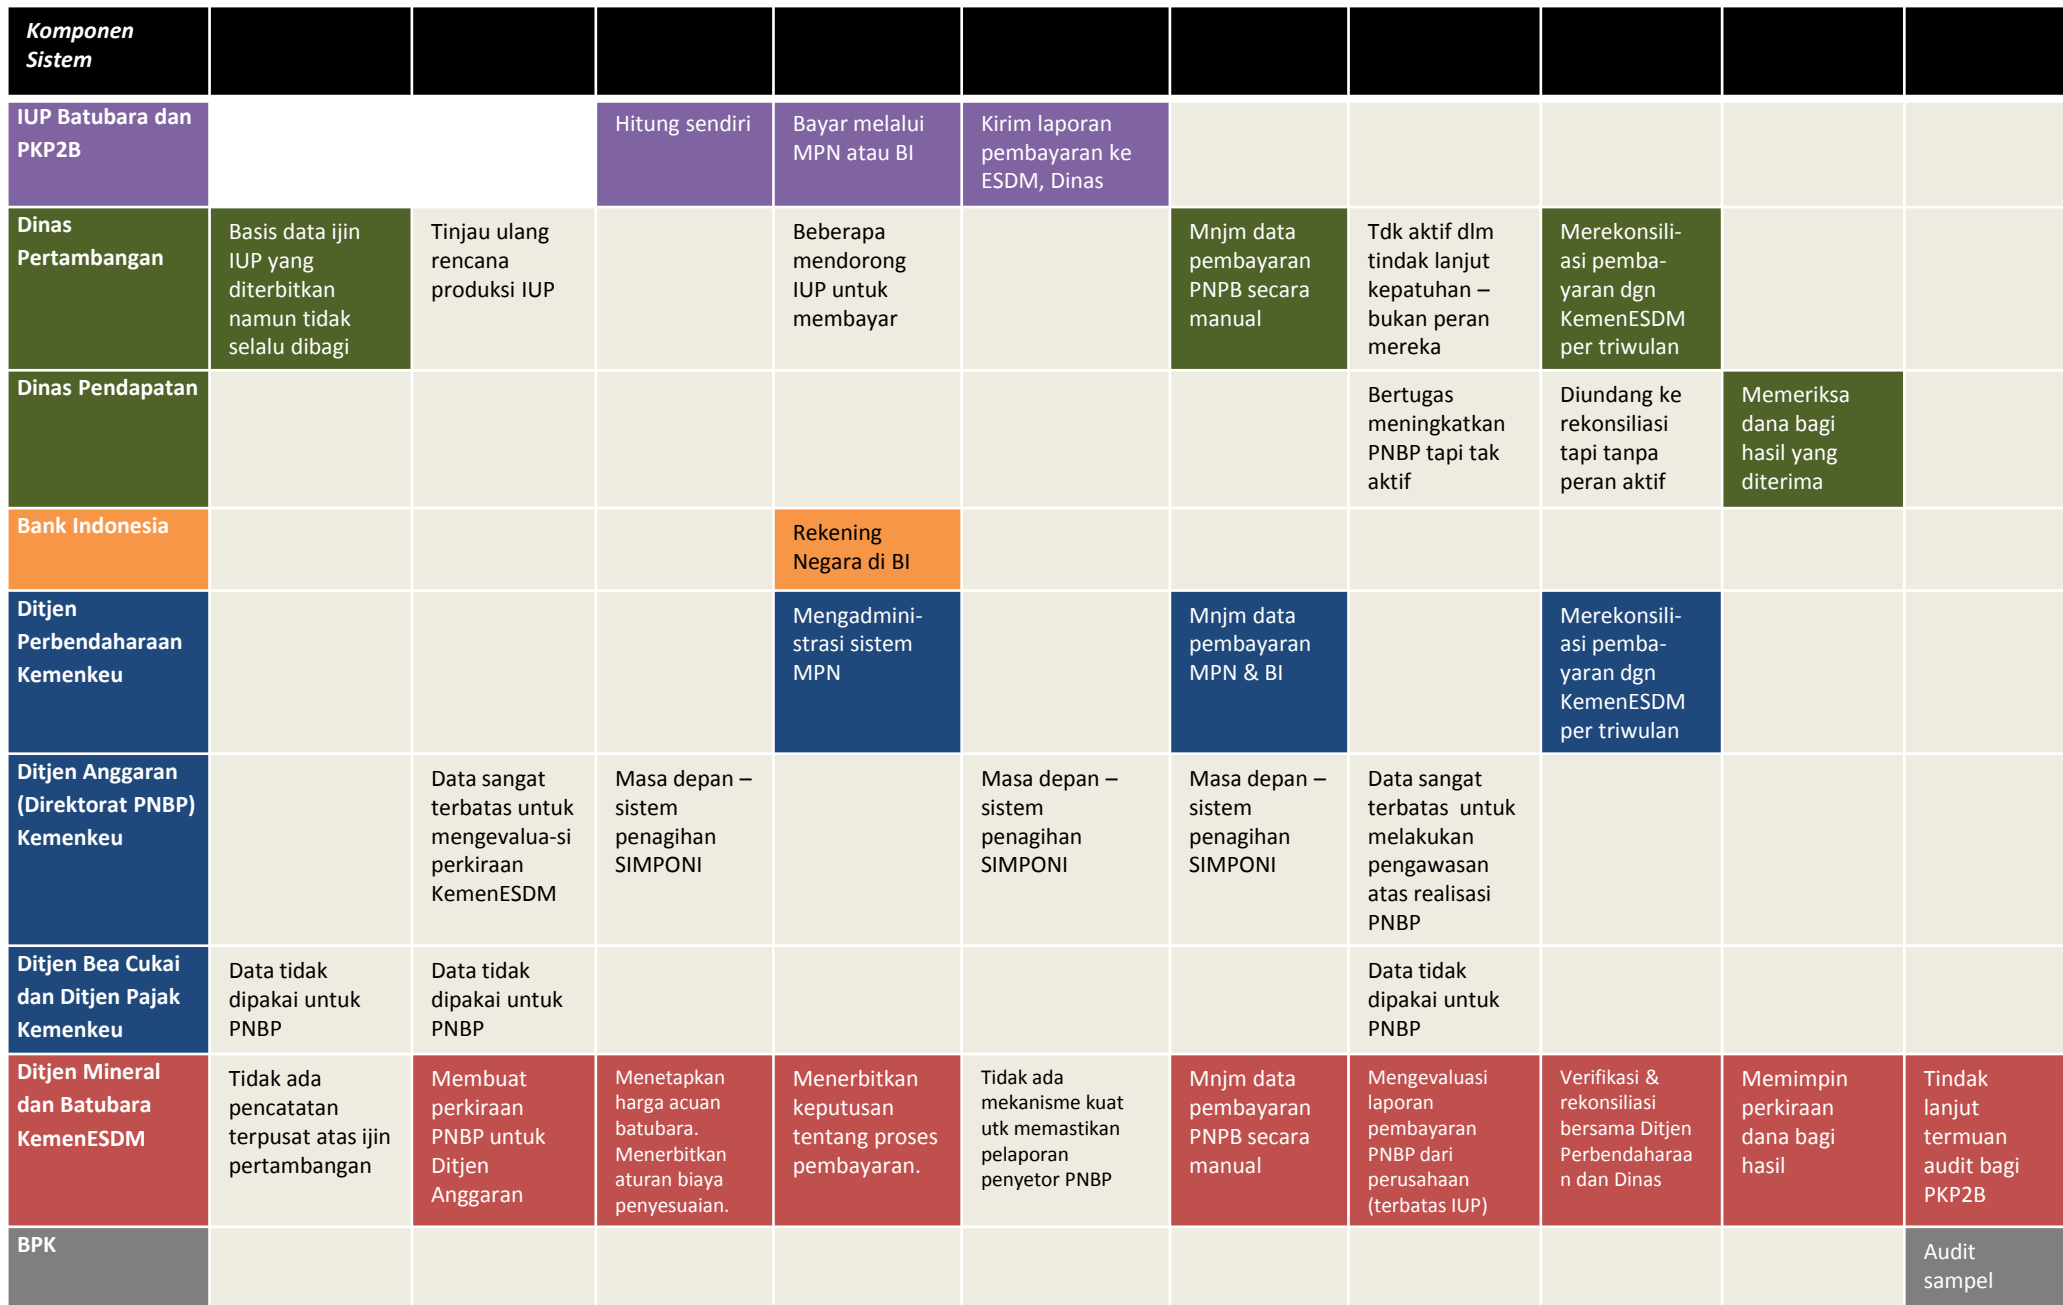 Komponen
Sistem
IUP Batubara dan
PKP2B
Hitung sendiri
Bayar melalui
MPN atau BI
Kirim laporan
pembayaran ke
ESDM, Dinas
Dinas
Pertambangan
Basis data ijin
IUP yang
diterbitkan
namun tidak
selalu dibagi
Tinjau ulang
rencana
produksi IUP
Beberapa
mendorong
IUP untuk
membayar
Mnjm data
pembayaran
PNPB secara
manual
Tdk aktif dlm
tindak lanjut
kepatuhan –
bukan peran
mereka
Merekonsili-
asi pemba-
yaran dgn
KemenESDM
per triwulan
Dinas Pendapatan
Bertugas
meningkatkan
PNBP tapi tak
aktif
Diundang ke
rekonsiliasi
tapi tanpa
peran aktif
Memeriksa
dana bagi
hasil yang
diterima
Bank Indonesia
Rekening
Negara di BI
Ditjen
Perbendaharaan
Kemenkeu
Mengadmini-
strasi sistem
MPN
Mnjm data
pembayaran
MPN & BI
Merekonsili-
asi pemba-
yaran dgn
KemenESDM
per triwulan
Ditjen Anggaran
(Direktorat PNBP)
Kemenkeu
Data sangat
terbatas untuk
mengevalua-si
perkiraan
KemenESDM
Masa depan –
sistem
penagihan
SIMPONI
Masa depan –
sistem
penagihan
SIMPONI
Masa depan –
sistem
penagihan
SIMPONI
Data sangat
terbatas untuk
melakukan
pengawasan
atas realisasi
PNBP
Ditjen Bea Cukai
dan Ditjen Pajak
Kemenkeu
Data tidak
dipakai untuk
PNBP
Data tidak
dipakai untuk
PNBP
Data tidak
dipakai untuk
PNBP
Ditjen Mineral
dan Batubara
KemenESDM
Tidak ada
pencatatan
terpusat atas ijin
pertambangan
Membuat
perkiraan
PNBP untuk
Ditjen
Anggaran
Menetapkan
harga acuan
batubara.
Menerbitkan
aturan biaya
penyesuaian.
Menerbitkan
keputusan
tentang proses
pembayaran.
Tidak ada
mekanisme kuat
utk memastikan
pelaporan
penyetor PNBP
Mnjm data
pembayaran
PNPB secara
manual
Mengevaluasi
laporan
pembayaran
PNBP dari
perusahaan
(terbatas IUP)
Verifikasi &
rekonsiliasi
bersama Ditjen
Perbendaharaa
n dan Dinas
Memimpin
perkiraan
dana bagi
hasil
Tindak
lanjut
termuan
audit bagi
PKP2B
BPK
Audit
sampel